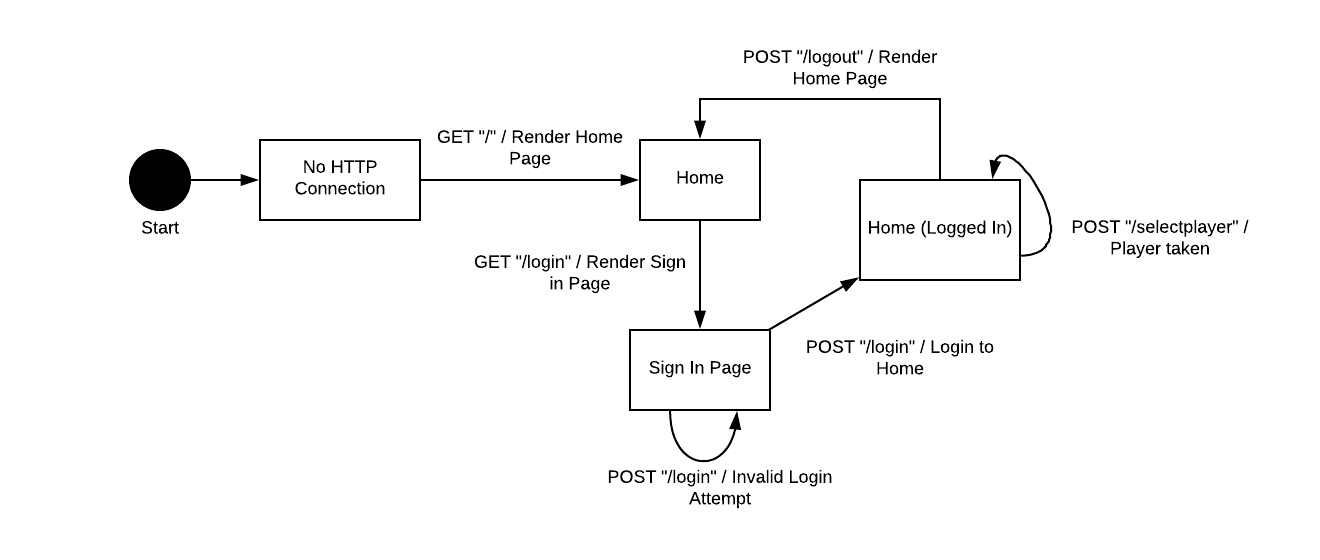 POST "/logout" / Render
Home Page
GET "/" / Render Home
Page
No HTTP
Connection
Home
Start
Home (Logged In)
POST "/selectplayer" /
Player taken
GET "/login" / Render Sign
in Page
Sign In Page
POST "/login" / Login to
Home
POST "/login" / Invalid Login
Attempt